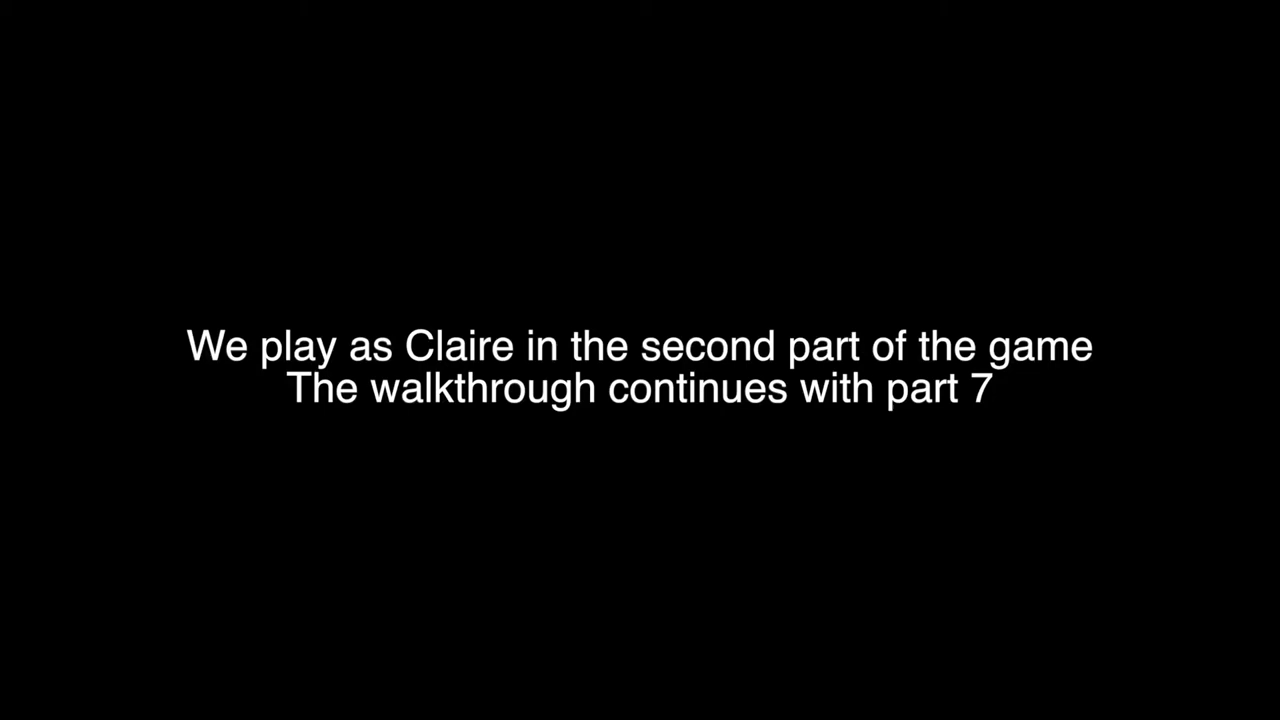 We play as Claire in the second part of the game
The walkthrough continues with part 7